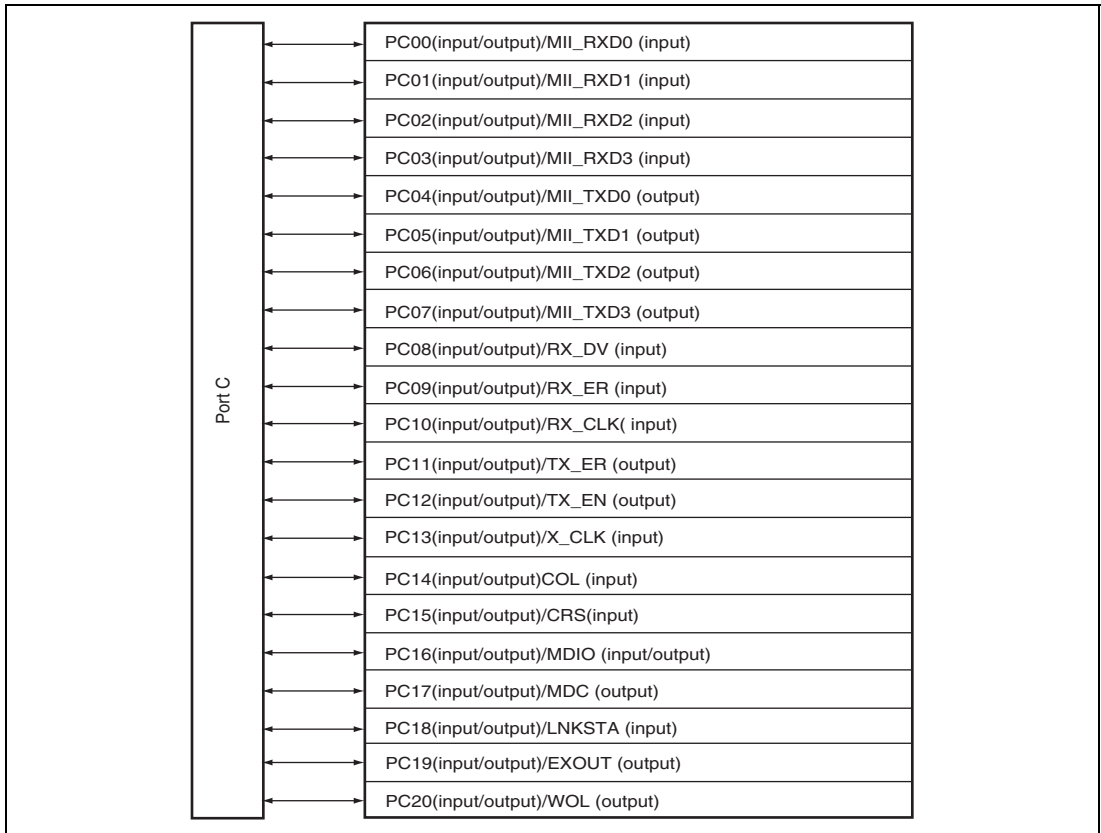 Port C
PC00(input/output)/MII_RXD0 (input)
PC01(input/output)/MII_RXD1 (input)
PC02(input/output)/MII_RXD2 (input)
PC03(input/output)/MII_RXD3 (input)
PC04(input/output)/MII_TXD0 (output)
PC05(input/output)/MII_TXD1 (output)
PC06(input/output)/MII_TXD2 (output)
PC07(input/output)/MII_TXD3 (output)
PC08(input/output)/RX_DV (input)
PC09(input/output)/RX_ER (input)
PC10(input/output)/RX_CLK( input)
PC11(input/output)/TX_ER (output)
PC12(input/output)/TX_EN (output)
PC13(input/output)/X_CLK (input)
PC14(input/output)COL (input)
PC15(input/output)/CRS(input)
PC16(input/output)/MDIO (input/output)
PC17(input/output)/MDC (output)
PC18(input/output)/LNKSTA (input)
PC19(input/output)/EXOUT (output)
PC20(input/output)/WOL (output)